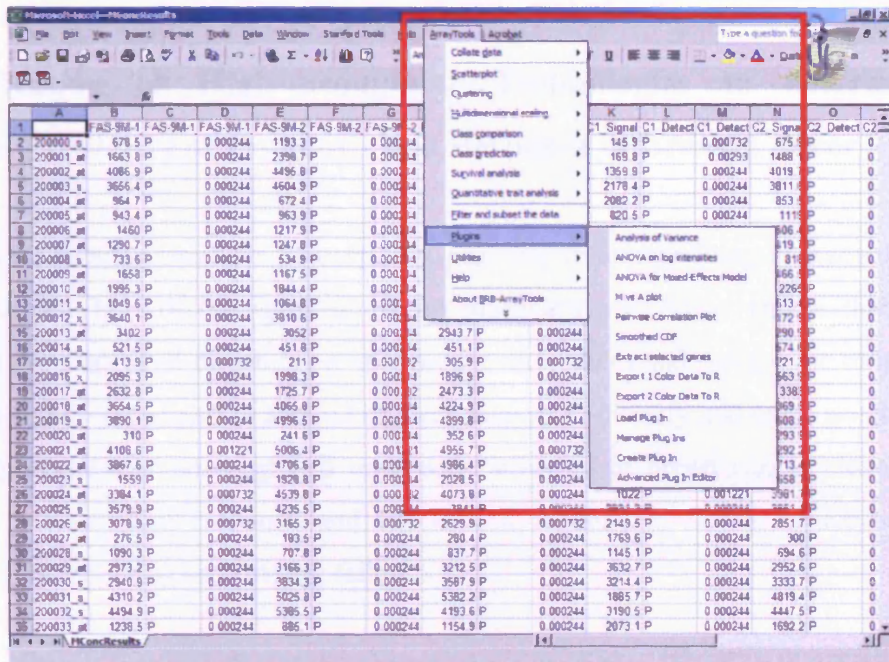 Microsoft Excel - MConcResults
File Edit View Insert Format Tools Data Window Stanford Tools ArrayTools Acrobat
Type a question for
Collate data
Scatterplot
Clustering
Multidimensional scaling
Class comparison
Class prediction
Survival analysis
Quantitative trait analysis
Filter and subset the data
Plugins
Utilities
Help
About BRB-ArrayTools
Analysis of Variance
ANOVA on log intensities
ANOVA for Mixed-Effects Model
M vs A plot
Pairwise Correlation Plot
Smoothed CDF
Extract selected genes
Export 1 Color Data To R
Export 2 Color Data To R
Load Plug In
Manage Plug Ins
Create Plug In
Advanced Plug In Editor
A B C D E F G K L M N O
1 FAS-9M-1 FAS-9M-1 FAS-9M-1 FAS-9M-2 FAS-9M-2 C1_Signal C1_Detect C1_Detect C2_Signal C2_Detect C2
2 200000_s_ 678.5 P 0.000244 1193.3 P 145.9 P 0.000732 675
3 200001_at 1663.8 P 0.000244 2398.7 P 169.8 P 0.00293 1488
4 200002_at 4086.9 P 0.000244 4495.8 P 1359.9 P 0.000244 4019
5 200003_s_ 3656.4 P 0.000244 4604.9 P 2178.4 P 0.000244 3811
6 200004_at 964.7 P 0.000244 672.4 P 2082.2 P 0.000244 853
7 200005_at 943.4 P 0.000244 963.9 P 820.5 P 0.000244 1119
8 200006_at 1460 P 0.000244 1217.9 P
9 200007_at 1290.7 P 0.000244 1247.8 P
10 200008_s_ 733.6 P 0.000244 534.9 P
11 200009_at 1658 P 0.000244 1167.5 P
12 200010_at 1995.3 P 0.000244 1844.4 P
13 200011_s_ 1049.6 P 0.000244 1064.8 P
14 200012_x_ 3640.1 P 0.000244 3810.6 P
15 200013_at 3402 P 0.000244 3052 P 2943.7 P 0.000244
16 200014_s_ 521.5 P 0.000244 451.8 P 451.1 P 0.000244
17 200015_s_ 413.9 P 0.000732 211 P 305.9 P 0.000732
18 200016_x_ 2095.3 P 0.000244 1998.3 P 1896.9 P 0.000244
19 200017_at 2632.8 P 0.000244 1725.7 P 2473.3 P 0.000244
20 200018_at 3654.5 P 0.000244 4065.8 P 4224.9 P 0.000244
21 200019_s_ 3890.1 P 0.000244 4996.5 P 4399.8 P 0.000244
22 200020_at 310 P 0.000244 241.6 P 352.6 P 0.000244
23 200021_at 4106.6 P 0.001221 5006.4 P 4955.7 P 0.000732
24 200022_at 3867.6 P 0.000244 4706.6 P 4986.4 P 0.000244
25 200023_s_ 1559 P 0.000244 1928.8 P 2028.5 P 0.000244
26 200024_at 3384.1 P 0.000732 4539.8 P 4073.8 P 0.000244 1022 P 0.001221
27 200025_s_ 3579.9 P 0.000244 4235.5 P
28 200026_at 3078.9 P 0.000732 3165.3 P 0.000732 2629.9 P 0.000732 2149.5 P 0.000244 2851.7 P
29 200027_at 276.5 P 0.000244 183.5 P 0.000244 280.4 P 0.000244 1769.6 P 0.000244 300 P
30 200028_s_ 1090.3 P 0.000244 707.8 P 0.000244 837.7 P 0.000244 1145.1 P 0.000244 694.6 P
31 200029_at 2973.2 P 0.000244 3166.3 P 0.000244 3212.5 P 0.000244 3632.7 P 0.000244 2952.6 P
32 200030_s_ 2940.9 P 0.000244 3834.3 P 0.000244 3587.9 P 0.000244 3214.4 P 0.000244 3333.7 P
33 200031_s_ 4310.2 P 0.000244 5025.8 P 0.000244 5382.2 P 0.000244 1885.7 P 0.000244 4819.4 P
34 200032_s_ 4494.9 P 0.000244 5385.5 P 0.000244 4193.6 P 0.000244 3190.5 P 0.000244 4447.5 P
35 200033_at 1238.5 P 0.000244 885.1 P 0.000244 1154.9 P 0.000244 2073.1 P 0.000244 1692.2 P
MConcResults